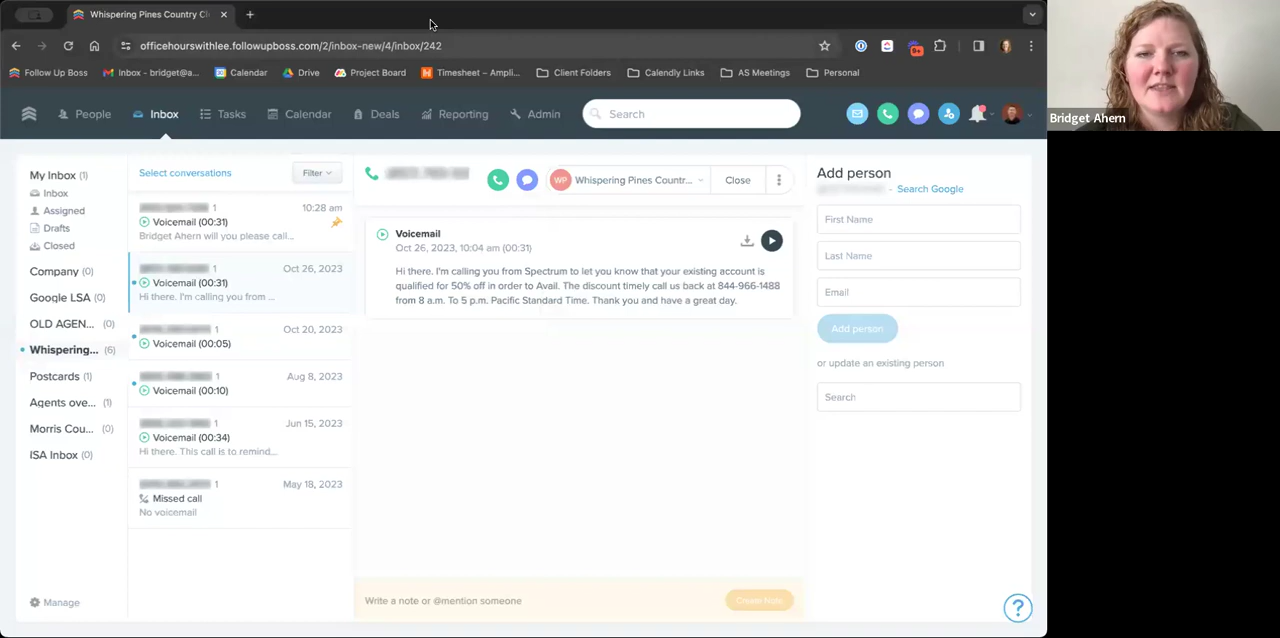 Whispering Pines Country Cl
officehourswithlee.followupboss.com/2/inbox-new/4/inbox/242
9+
Follow Up Boss
Inbox - bridget@a...
Calendar
Drive
Project Board
Timesheet – Ampli...
Client Folders
Calendly Links
AS Meetings
Personal
Bridget Ahern
People
Inbox
Tasks
Calendar
Deals
Reporting
Admin
Search
My Inbox (1)
Inbox
Assigned
Drafts
Closed
Company (0)
Google LSA (0)
OLD AGEN... (0)
Whispering... (6)
Postcards (1)
Agents ove... (1)
Morris Cou... (0)
ISA Inbox (0)
Manage
Select conversations
Filter
1 10:28 am
Voicemail (00:31)
Bridget Ahern will you please call...
1 Oct 26, 2023
Voicemail (00:31)
Hi there. I'm calling you from ...
1 Oct 20, 2023
Voicemail (00:05)
1 Aug 8, 2023
Voicemail (00:10)
1 Jun 15, 2023
Voicemail (00:34)
Hi there. This call is to remind...
1 May 18, 2023
Missed call
No voicemail
WP
Whispering Pines Countr...
Close
Voicemail
Oct 26, 2023, 10:04 am (00:31)
Hi there. I'm calling you from Spectrum to let you know that your existing account is
qualified for 50% off in order to Avail. The discount timely call us back at 844-966-1488
from 8 a.m. To 5 p.m. Pacific Standard Time. Thank you and have a great day.
Write a note or @mention someone
Create Note
Add person
- Search Google
First Name
Last Name
Email
Add person
or update an existing person
Search
?